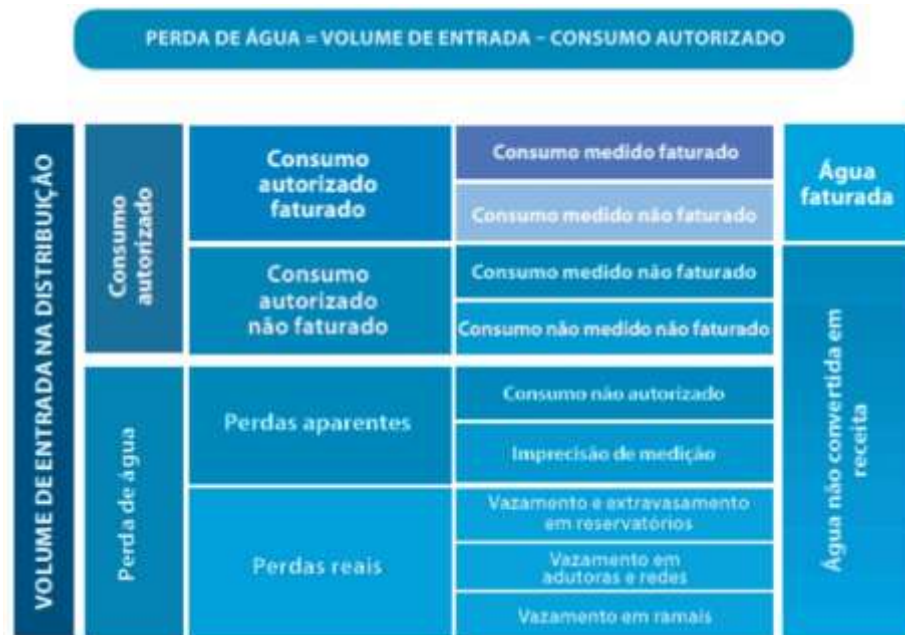 PERDA DE ÁGUA = VOLUME DE ENTRADA – CONSUMO AUTORIZADO
VOLUME DE ENTRADA NA DISTRIBUIÇÃO
Consumo
autorizado
Consumo
autorizado
faturado
Consumo medido faturado
Consumo medido não faturado
Água
faturada
Consumo
autorizado
não faturado
Consumo medido não faturado
Consumo não medido não faturado
Água não convertida em
receita
Perda de água
Perdas aparentes
Consumo não autorizado
Imprecisão de medição
Perdas reais
Vazamento e extravasamento
em reservatórios
Vazamento em
adutoras e redes
Vazamento em ramais